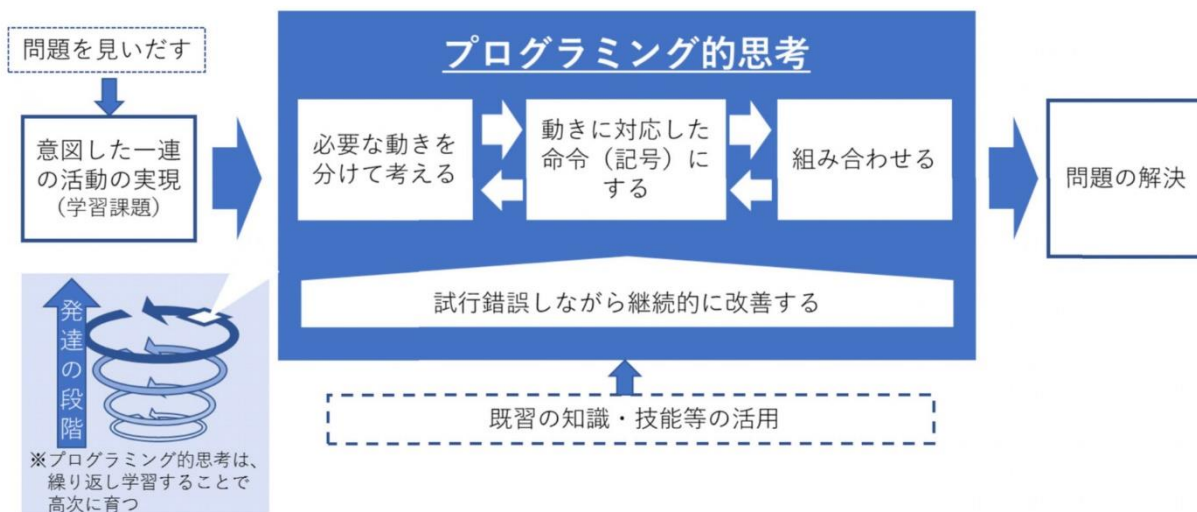 問題を見いだす
意図した一連
の活動の実現
（学習課題）
プログラミング的思考
必要な動きを
分けて考える
動きに対応した
命令（記号）に
する
組み合わせる
試行錯誤しながら継続的に改善する
問題の解決
既習の知識・技能等の活用
発達の段階
※プログラミング的思考は、
繰り返し学習することで
高次に育つ